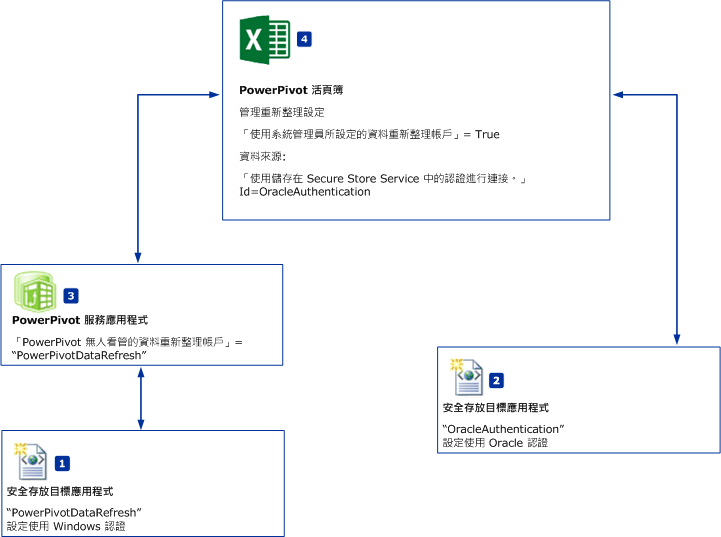 4
PowerPivot 活頁簿
管理重新整理設定
「使用系統管理員所設定的資料重新整理帳戶」= True
資料來源:
「使用儲存在 Secure Store Service 中的認證進行連接。」
Id=OracleAuthentication
3
PowerPivot 服務應用程式
「PowerPivot 無人看管的資料重新整理帳戶」=
“PowerPivotDataRefresh”
2
安全存放目標應用程式
“OracleAuthentication”
設定使用 Oracle 認證
1
安全存放目標應用程式
“PowerPivotDataRefresh”
設定使用 Windows 認證